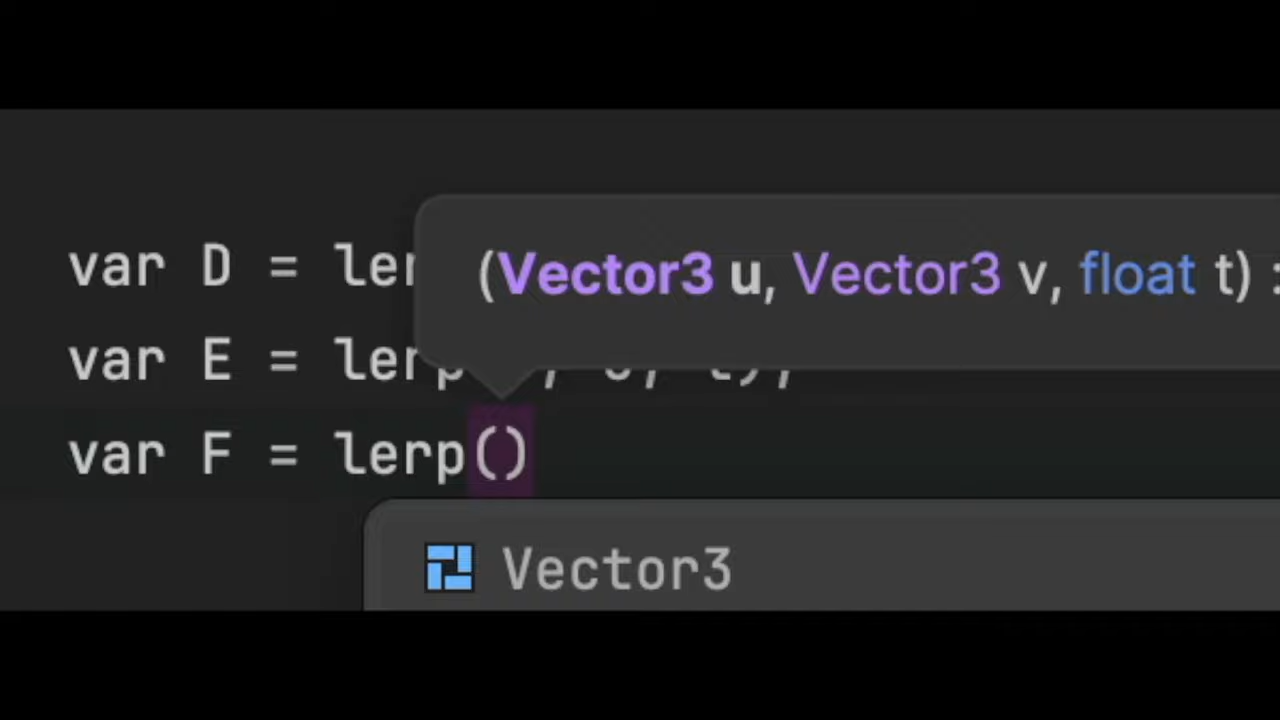 (Vector3 u, Vector3 v, float t) :
var D = ler
var E = lerp , t);
var F = lerp()
Vector3